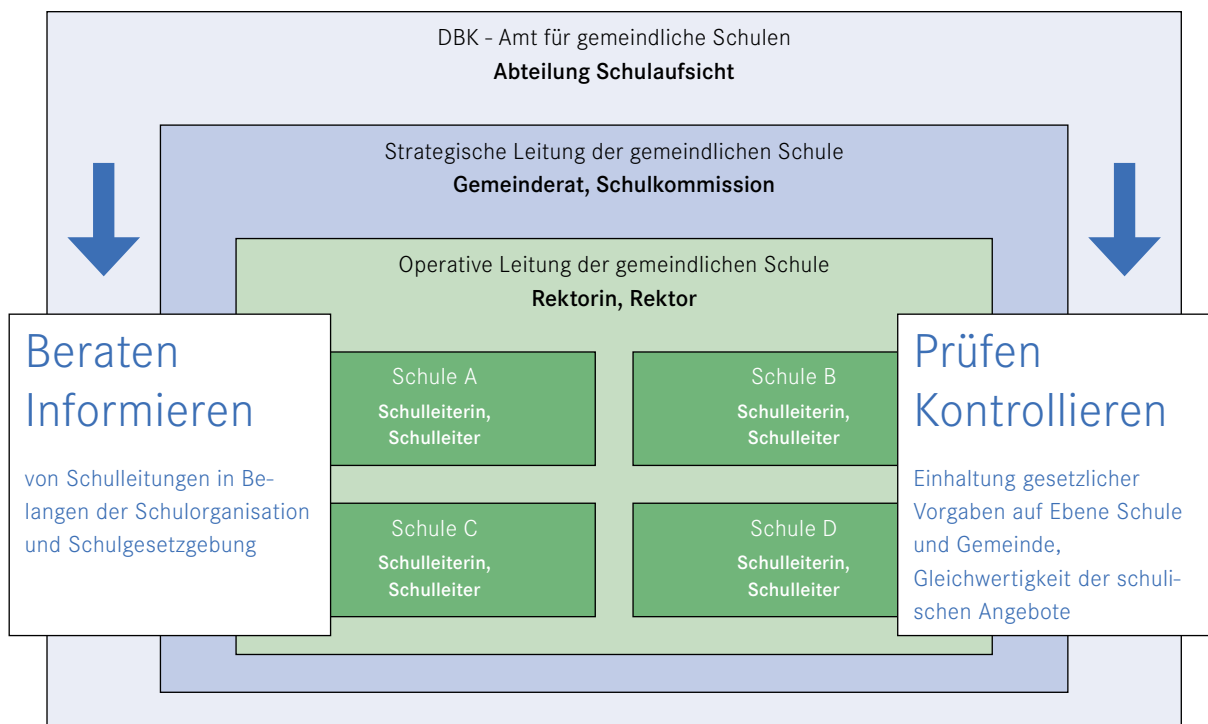 DBK - Amt für gemeindliche Schulen
Abteilung Schulaufsicht
Strategische Leitung der gemeindlichen Schule
Gemeinderat, Schulkommission
Operative Leitung der gemeindlichen Schule
Rektorin, Rektor
Beraten
Informieren
von Schulleitungen in Be-
langen der Schulorganisation
und Schulgesetzgebung
Schule A
Schulleiterin,
Schulleiter
Schule B
Schulleiterin,
Schulleiter
Schule C
Schulleiterin,
Schulleiter
Schule D
Schulleiterin,
Schulleiter
Prüfen
Kontrollieren
Einhaltung gesetzlicher
Vorgaben auf Ebene Schule
und Gemeinde,
Gleichwertigkeit der schuli-
schen Angebote